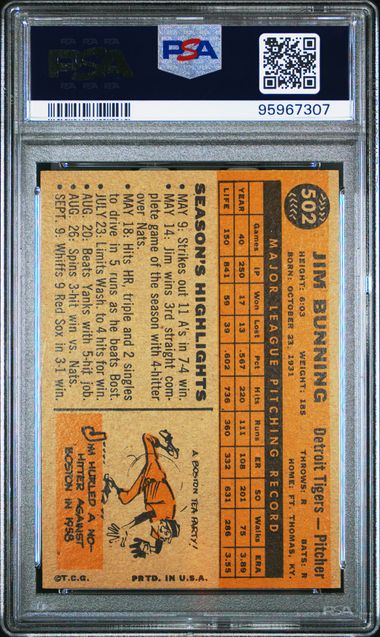 PSA
PSA
95967307
502
JIM BUNNING
Detroit Tigers — Pitcher
HEIGHT: 6:03 WEIGHT: 185 THROWS: R BATS: R
BORN: OCTOBER 23, 1931 HOME: FT. THOMAS, KY.
MAJOR LEAGUE PITCHING RECORD
Games IP Won Lost Pct Hits Runs ER SO Walks ERA
YEAR 40 250 17 13 .567 220 111 108 201 75 3.89
LIFE 150 841 59 39 .602 736 360 332 631 286 3.55
SEASON'S HIGHLIGHTS
• MAY 9: Strikes out 11 A's in 7-4 win.
• MAY 14: Jim wins 3rd straight com-
plete game of the season with 4-hitter
over Nats.
• MAY 18: Hits HR, triple and 2 singles
to drive in 5 runs as he beats Bost.
• JULY 23: Limits Wash to 4 hits for win.
• AUG. 20: Beats Yanks with 5-hit job.
• AUG. 26: Spins 3-hit win vs. Nats.
• SEPT. 9: Whiffs 9 Red Sox in 3-1 win.
A BOSTON TEA PARTY!
JIM HURLED A NO-
HITTER AGAINST
BOSTON IN 1958
©T.C.G. PRTD. IN U.S.A.
PSA